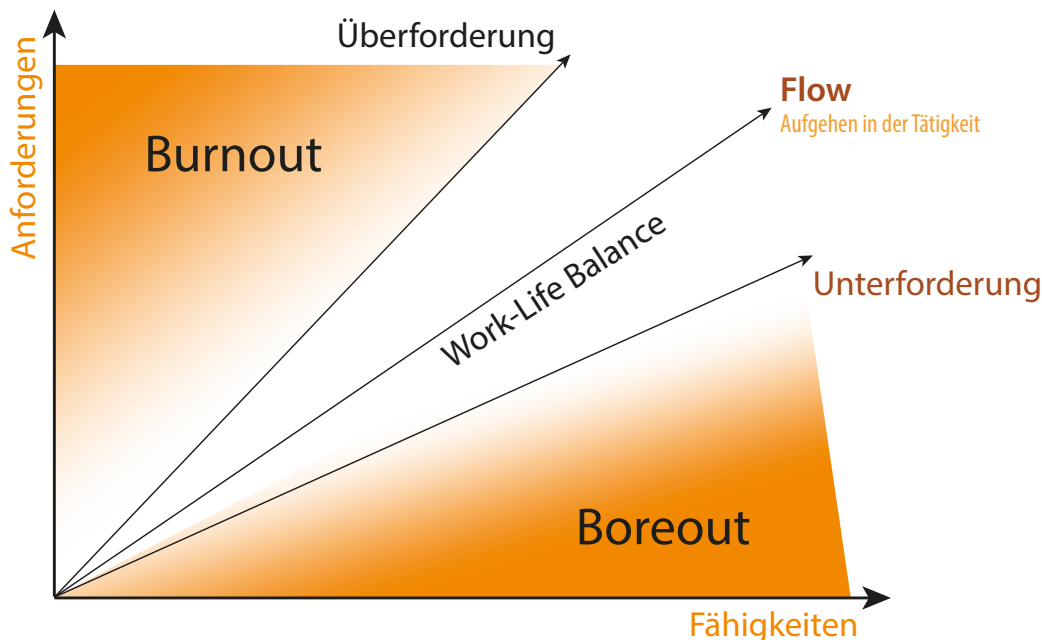 Überforderung
Flow
Aufgehen in der Tätigkeit
Anforderungen
Burnout
Work-Life Balance
Unterforderung
Boreout
Fähigkeiten